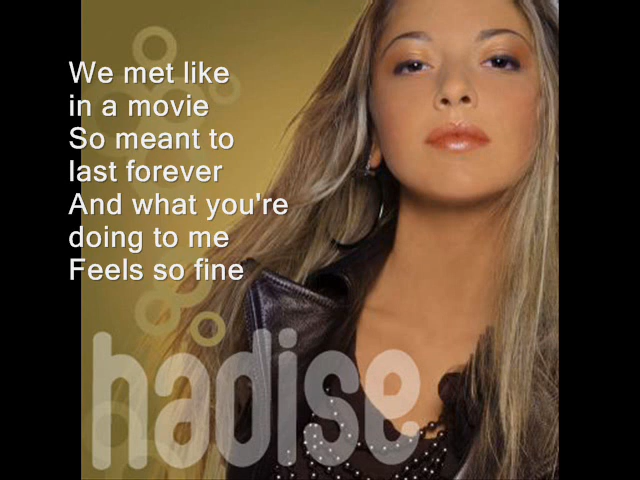 We met like
in a movie
So meant to
last forever
And what you're
doing to me
Feels so fine
hadise